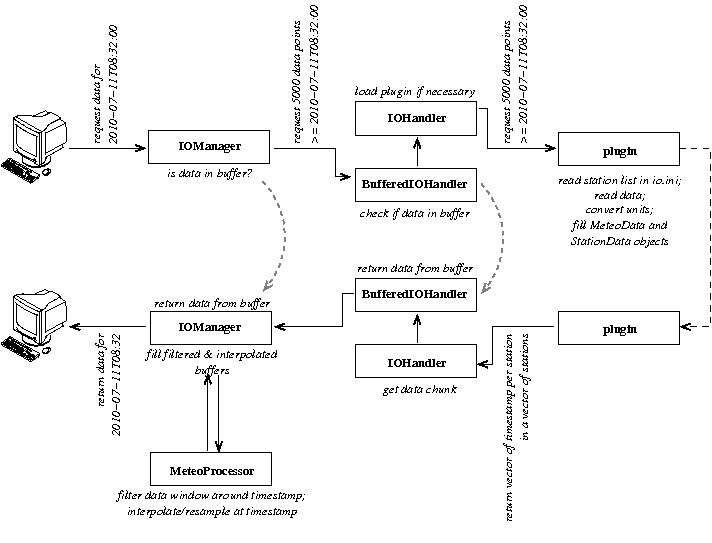 request data for
2010-07-11T08:32:00
IOManager
is data in buffer?
request 5000 data points
>= 2010-07-11T08:32:00
load plugin if necessary
IOHandler
BufferedIOHandler
check if data in buffer
request 5000 data points
>= 2010-07-11T08:32:00
plugin
read station list in io.ini;
read data;
convert units;
fill MeteoData and
StationData objects
return data from buffer
BufferedIOHandler
return data from buffer
IOManager
fill filtered & interpolated
buffers
return data for
2010-07-11T08:32
IOHandler
get data chunk
plugin
return vector of timestamp per station
in a vector of stations
MeteoProcessor
filter data window around timestamp;
interpolate/resample at timestamp